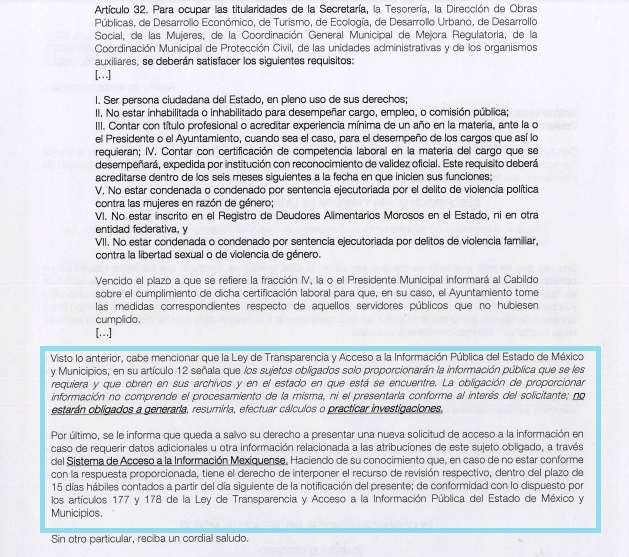 Artículo 32. Para ocupar las titularidades de la Secretaría, la Tesorería, la Dirección de Obras
Públicas, de Desarrollo Económico, de Turismo, de Ecología, de Desarrollo Urbano, de Desarrollo
Social, de las Mujeres, de la Coordinación General Municipal de Mejora Regulatoria, de la
Coordinación Municipal de Protección Civil, de las unidades administrativas y de los organismos
auxiliares, se deberán satisfacer los siguientes requisitos:
[...]
I. Ser persona ciudadana del Estado, en pleno uso de sus derechos;
II. No estar inhabilitada o inhabilitado para desempeñar cargo, empleo, o comisión pública;
III. Contar con título profesional o acreditar experiencia mínima de un año en la materia, ante la o
el Presidente o el Ayuntamiento, cuando sea el caso, para el desempeño de los cargos que así lo
requieran; IV. Contar con certificación de competencia laboral en la materia del cargo que se
desempeñará, expedida por institución con reconocimiento de validez oficial. Este requisito deberá
acreditarse dentro de los seis meses siguientes a la fecha en que inicien sus funciones;
V. No estar condenada o condenado por sentencia ejecutoriada por el delito de violencia política
contra las mujeres en razón de género;
VI. No estar inscrito en el Registro de Deudores Alimentarios Morosos en el Estado, ni en otra
entidad federativa, y
VII. No estar condenada o condenado por sentencia ejecutoriada por delitos de violencia familiar,
contra la libertad sexual o de violencia de género.
Vencido el plazo a que se refiere la fracción IV, la o el Presidente Municipal informará al Cabildo
sobre el cumplimiento de dicha certificación laboral para que, en su caso, el Ayuntamiento tome
las medidas correspondientes respecto de aquellos servidores públicos que no hubiesen
cumplido.
[...]
Visto lo anterior, cabe mencionar que la Ley de Transparencia y Acceso a la Información Pública del Estado de México
y Municipios, en su artículo 12 señala que los sujetos obligados solo proporcionarán la información pública que se les
requiera y que obren en sus archivos y en el estado en que está se encuentre. La obligación de proporcionar
información no comprende el procesamiento de la misma, ni el presentarla conforme al interés del solicitante; no
estarán obligados a generarla, resumirla, efectuar cálculos o practicar investigaciones.
Por último, se le informa que queda a salvo su derecho a presentar una nueva solicitud de acceso a la información en
caso de requerir datos adicionales u otra información relacionada a las atribuciones de este sujeto obligado, a través
del Sistema de Acceso a la Información Mexiquense. Haciendo de su conocimiento que, en caso de no estar conforme
con la respuesta proporcionada, tiene el derecho de interponer el recurso de revisión respectivo, dentro del plazo de
15 días hábiles contados a partir del día siguiente de la notificación del presente; de conformidad con lo dispuesto por
los artículos 177 y 178 de la Ley de Transparencia y Acceso a la Información Pública del Estado de México y
Municipios.
Sin otro particular, reciba un cordial saludo.